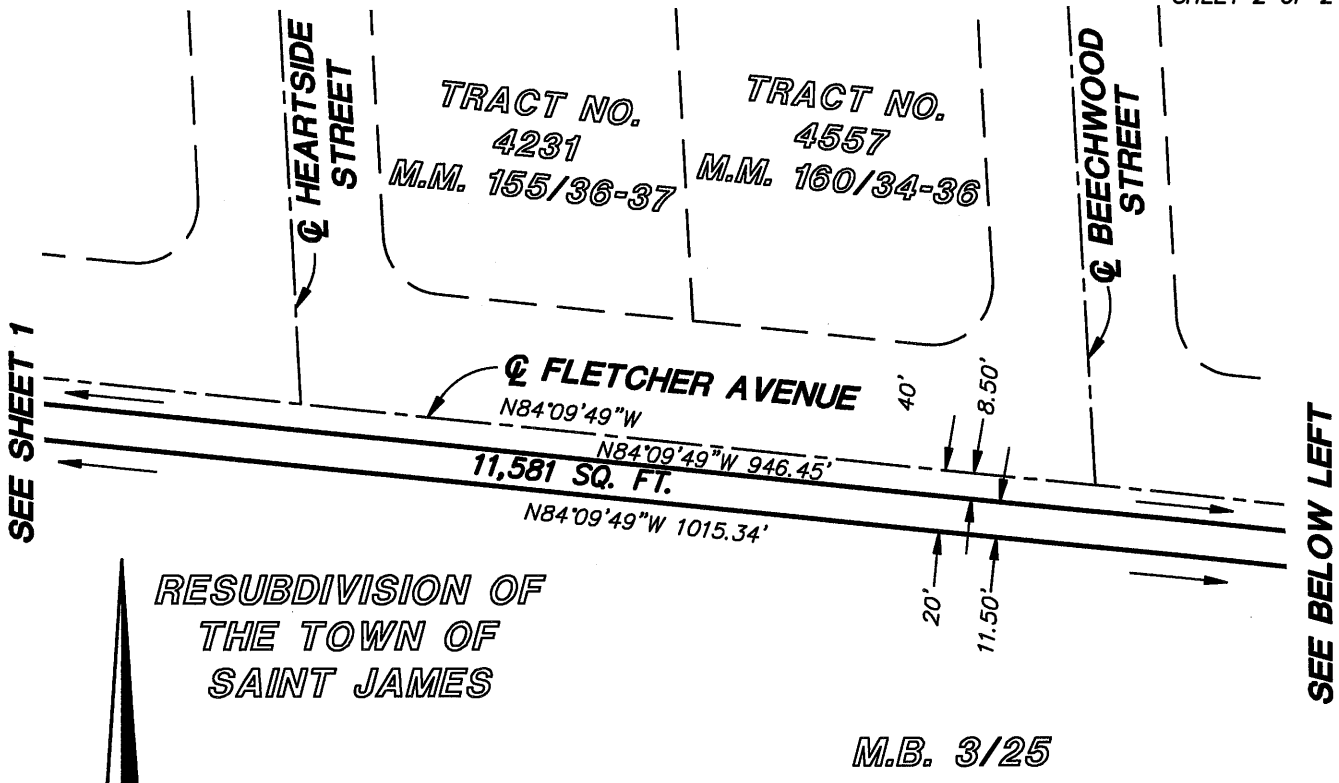 SHEET 2 OF 2
℄ HEARTSIDE
STREET
TRACT NO.
4231
M.M. 155/36-37
TRACT NO.
4557
M.M. 160/34-36
℄ BEECHWOOD
STREET
SEE SHEET 1
℄ FLETCHER AVENUE
N84°09'49"W
40'
8.50'
N84°09'49"W 946.45'
11,581 SQ. FT.
N84°09'49"W 1015.34'
20'
11.50'
SEE BELOW LEFT
RESUBDIVISION OF
THE TOWN OF
SAINT JAMES
M.B. 3/25